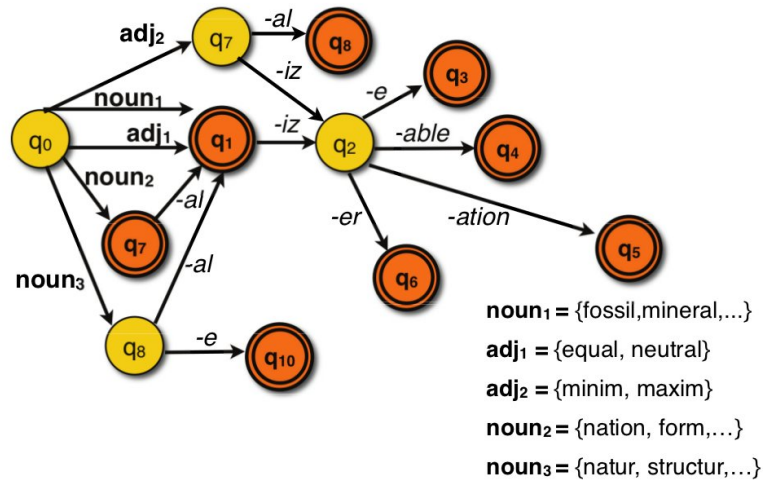 adj2
q7
-al
q8
-iz
-e
q3
noun1
q0
adj1
q1
-iz
q2
-able
q4
noun2
-al
q7
-er
-ation
q5
-al
q6
noun3
q8
-e
q10
noun1 = {fossil,mineral,...}
adj1 = {equal, neutral}
adj2 = {minim, maxim}
noun2 = {nation, form,…}
noun3 = {natur, structur,…}